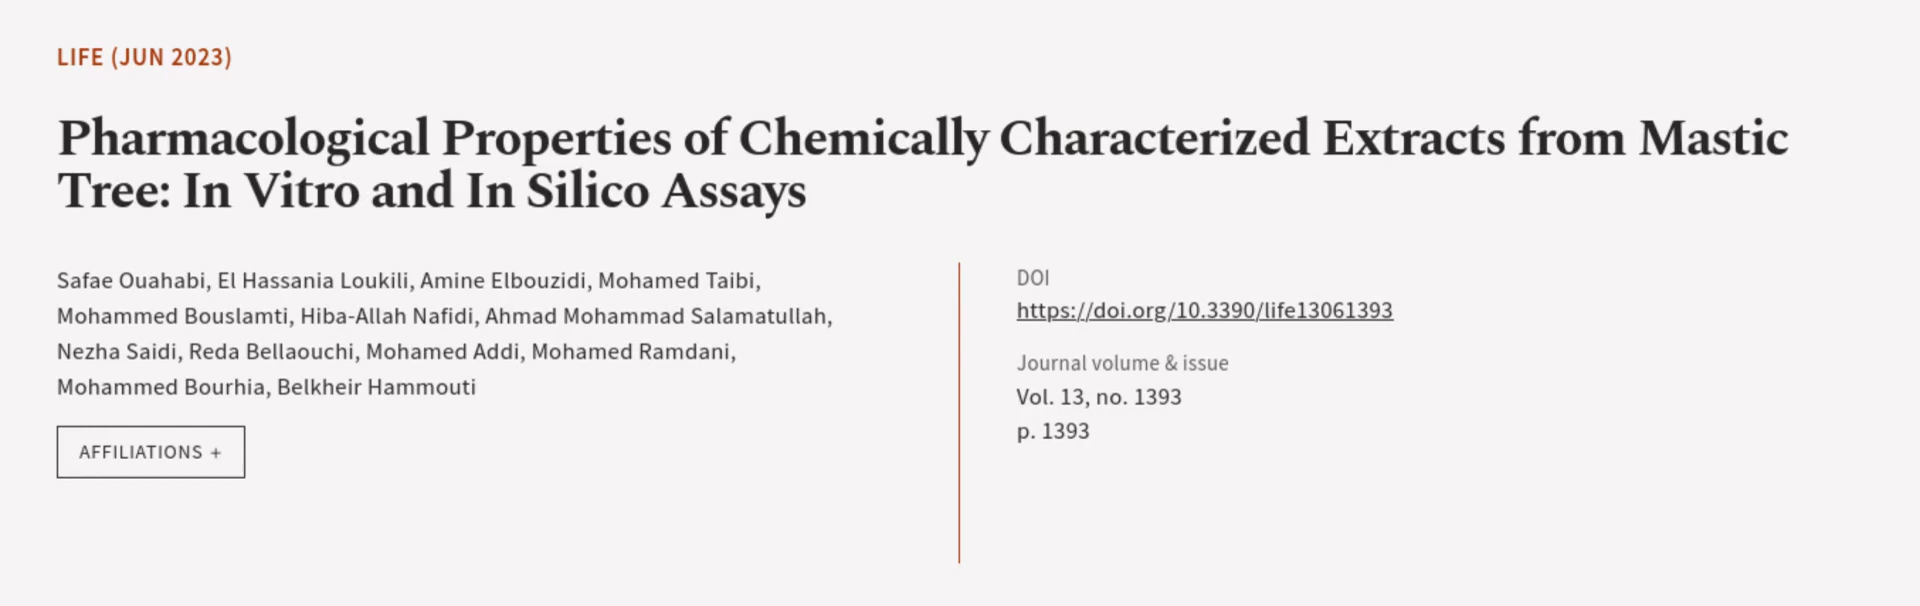 LIFE (JUN 2023)
Pharmacological Properties of Chemically Characterized Extracts from Mastic
Tree: In Vitro and In Silico Assays
Safae Ouahabi, El Hassania Loukili, Amine Elbouzidi, Mohamed Taibi,
Mohammed Bouslamti, Hiba-Allah Nafidi, Ahmad Mohammad Salamatullah,
Nezha Saidi, Reda Bellaouchi, Mohamed Addi, Mohamed Ramdani,
Mohammed Bourhia, Belkheir Hammouti
AFFILIATIONS +
DOI
https://doi.org/10.3390/life13061393
Journal volume & issue
Vol. 13, no. 1393
p. 1393